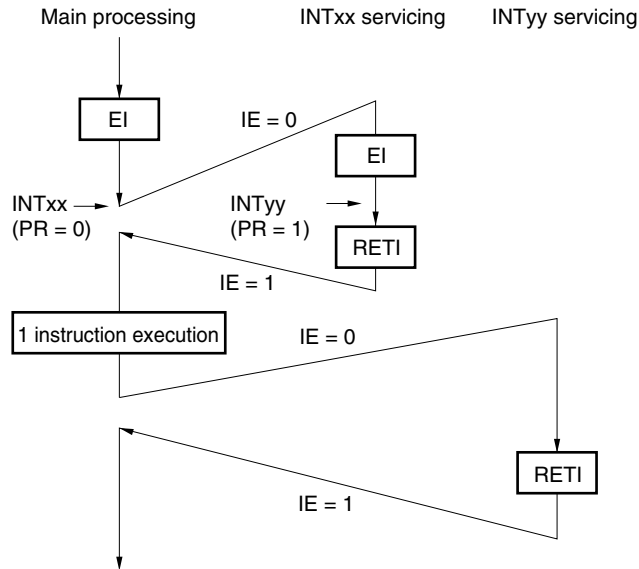 Main processing
INTxx servicing
INTyy servicing
EI
IE = 0
EI
INTxx
(PR = 0)
INTyy
(PR = 1)
RETI
IE = 1
1 instruction execution
IE = 0
RETI
IE = 1